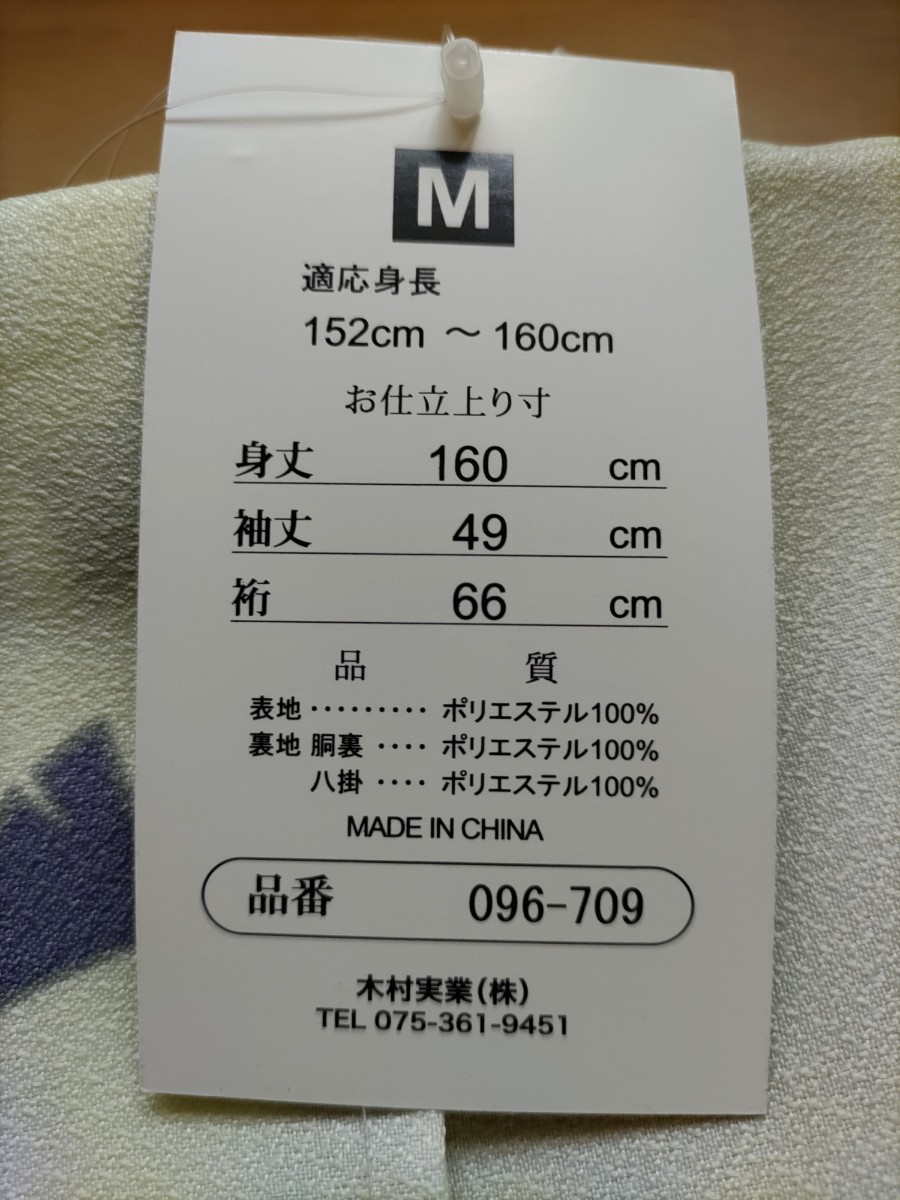 M
適応身長
152cm ～ 160cm
お仕立上り寸
身丈 160 cm
袖丈 49 cm
裄 66 cm
品 質
表地 ········· ポリエステル100%
裏地 胴裏 ···· ポリエステル100%
八掛 ···· ポリエステル100%
MADE IN CHINA
品番 096-709
木村実業(株)
TEL 075-361-9451